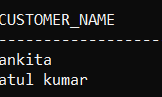 CUSTOMER_NAME
------------------
ankita
atul kumar